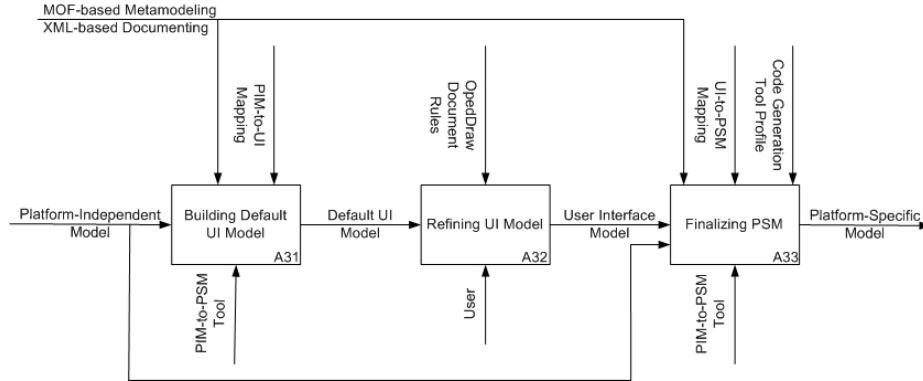 MOF-based Metamodeling
XML-based Documenting
PIM-to-UI
Mapping
OpedDraw
Document
Rules
UI-to-PSM
Mapping
Code Generation
Tool Profile
Platform-Independent
Model
Building Default
UI Model
A31
Default UI
Model
Refining UI Model
A32
User Interface
Model
Finalizing PSM
A33
Platform-Specific
Model
PIM-to-PSM
Tool
User
PIM-to-PSM
Tool